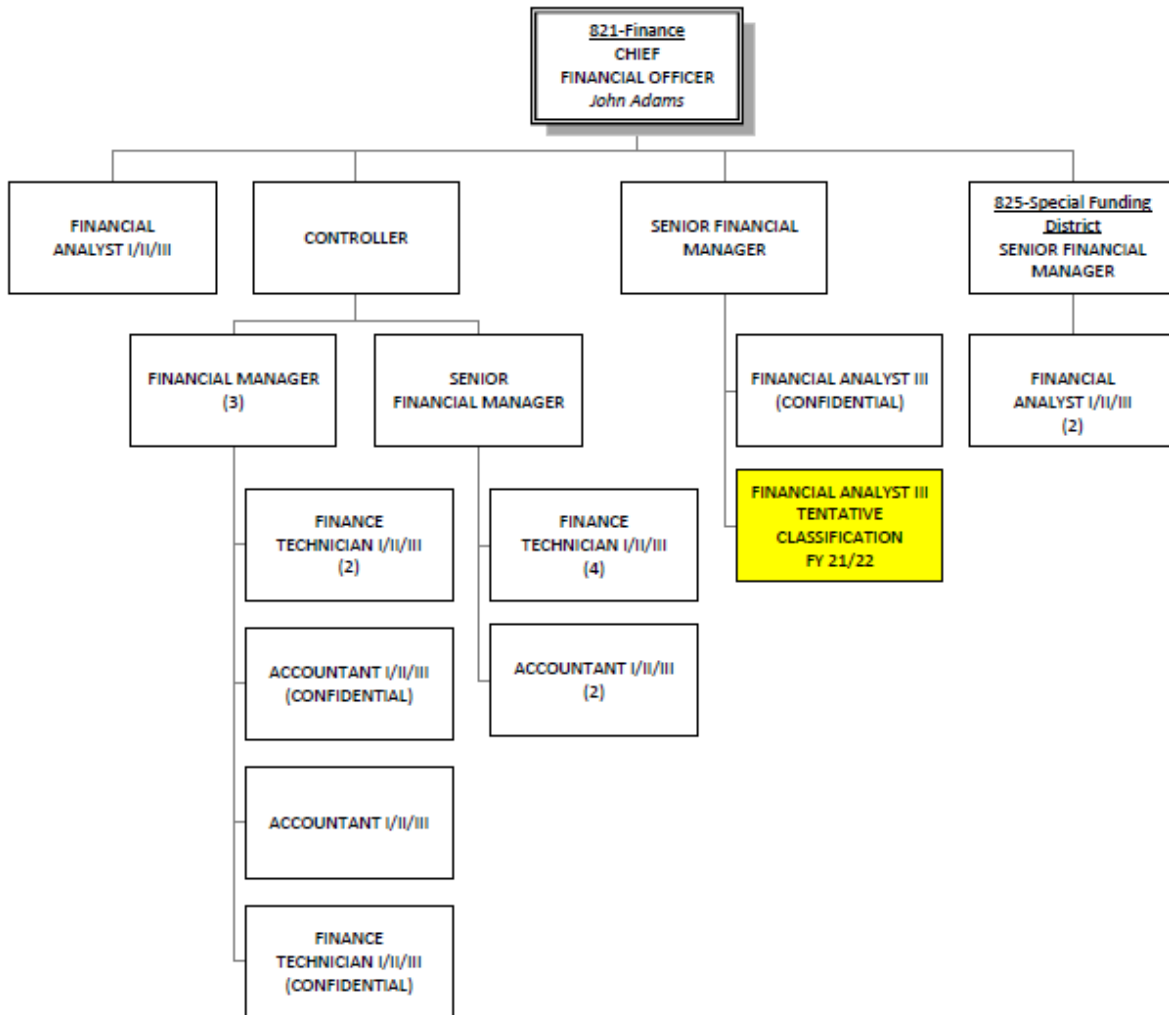 821-Finance
CHIEF
FINANCIAL OFFICER
John Adams
FINANCIAL
ANALYST I/II/III
CONTROLLER
SENIOR FINANCIAL
MANAGER
825-Special Funding
District
SENIOR FINANCIAL
MANAGER
FINANCIAL MANAGER
(3)
SENIOR
FINANCIAL MANAGER
FINANCIAL ANALYST III
(CONFIDENTIAL)
FINANCIAL
ANALYST I/II/III
(2)
FINANCE
TECHNICIAN I/II/III
(2)
FINANCE
TECHNICIAN I/II/III
(4)
FINANCIAL ANALYST III
TENTATIVE
CLASSIFICATION
FY 21/22
ACCOUNTANT I/II/III
(CONFIDENTIAL)
ACCOUNTANT I/II/III
(2)
ACCOUNTANT I/II/III
FINANCE
TECHNICIAN I/II/III
(CONFIDENTIAL)